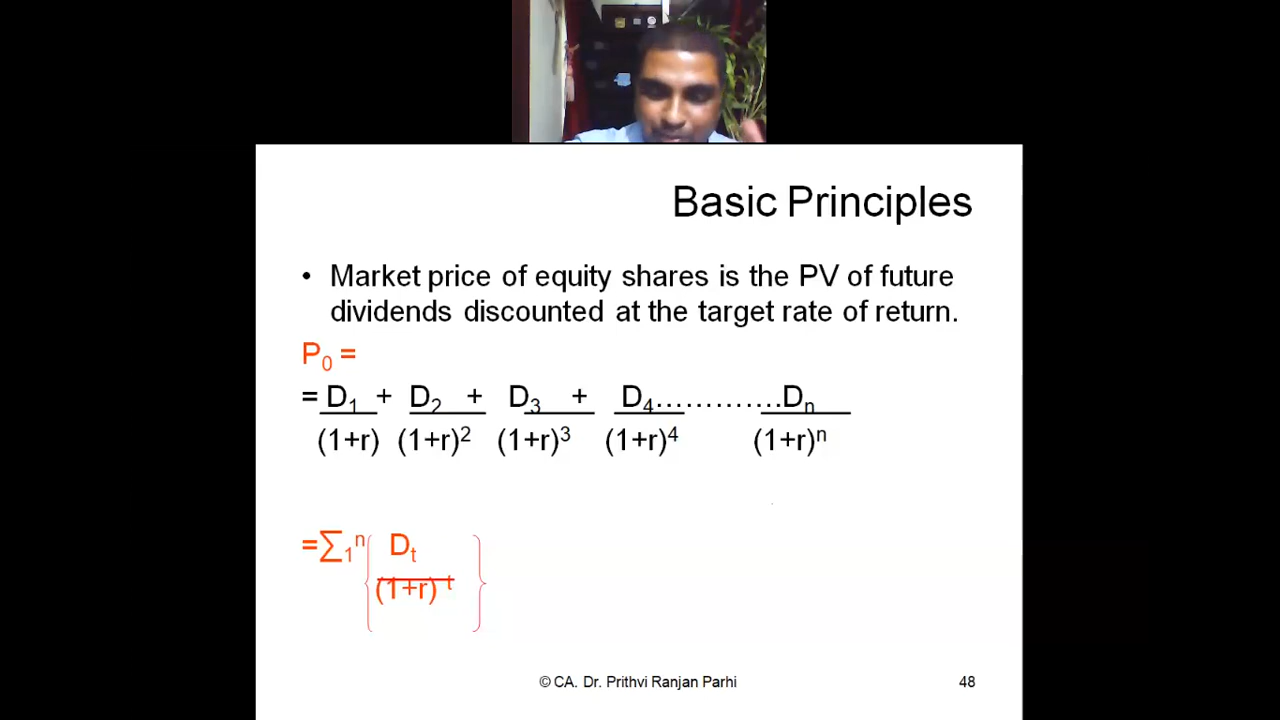 Basic Principles
• Market price of equity shares is the PV of future
dividends discounted at the target rate of return.
P₀ =
= D₁ + D₂ + D₃ + D₄………….Dₙ
(1+r) (1+r)² (1+r)³ (1+r)⁴ (1+r)ⁿ
=∑₁ⁿ{ Dₜ }
(1+r) ᵗ
© CA. Dr. Prithvi Ranjan Parhi 48